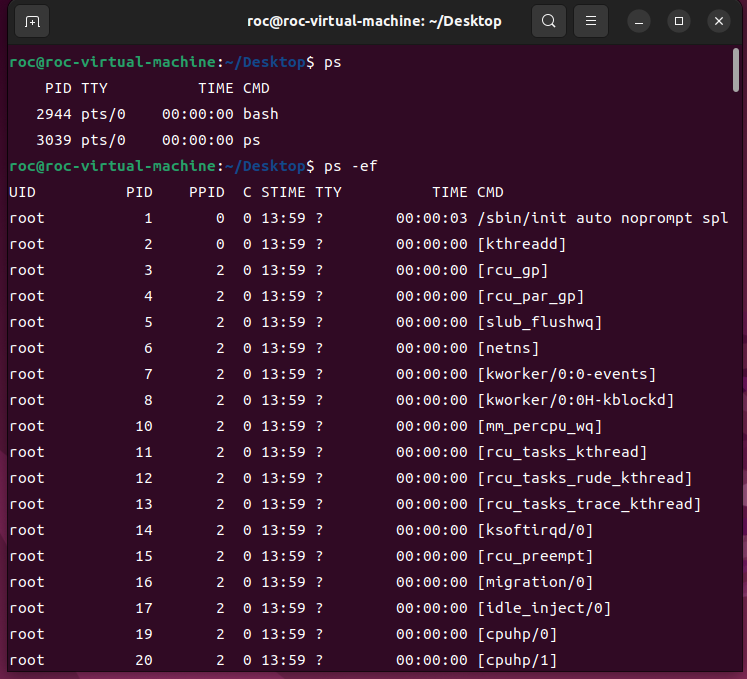 roc@roc-virtual-machine: ~/Desktop
roc@roc-virtual-machine:~/Desktop$ ps
    PID TTY          TIME CMD
   2944 pts/0    00:00:00 bash
   3039 pts/0    00:00:00 ps
roc@roc-virtual-machine:~/Desktop$ ps -ef
UID          PID    PPID  C STIME TTY          TIME CMD
root           1       0  0 13:59 ?        00:00:03 /sbin/init auto noprompt spl
root           2       0  0 13:59 ?        00:00:00 [kthreadd]
root           3       2  0 13:59 ?        00:00:00 [rcu_gp]
root           4       2  0 13:59 ?        00:00:00 [rcu_par_gp]
root           5       2  0 13:59 ?        00:00:00 [slub_flushwq]
root           6       2  0 13:59 ?        00:00:00 [netns]
root           7       2  0 13:59 ?        00:00:00 [kworker/0:0-events]
root           8       2  0 13:59 ?        00:00:00 [kworker/0:0H-kblockd]
root          10       2  0 13:59 ?        00:00:00 [mm_percpu_wq]
root          11       2  0 13:59 ?        00:00:00 [rcu_tasks_kthread]
root          12       2  0 13:59 ?        00:00:00 [rcu_tasks_rude_kthread]
root          13       2  0 13:59 ?        00:00:00 [rcu_tasks_trace_kthread]
root          14       2  0 13:59 ?        00:00:00 [ksoftirqd/0]
root          15       2  0 13:59 ?        00:00:00 [rcu_preempt]
root          16       2  0 13:59 ?        00:00:00 [migration/0]
root          17       2  0 13:59 ?        00:00:00 [idle_inject/0]
root          19       2  0 13:59 ?        00:00:00 [cpuhp/0]
root          20       2  0 13:59 ?        00:00:00 [cpuhp/1]